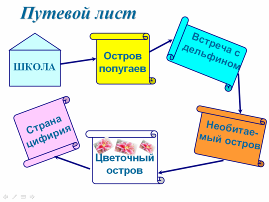 Путевой лист
ШКОЛА
Остров
попугаев
Встреча с
дельфином
Необитае-
мый остров
Цветочный
остров
Страна
цифирия